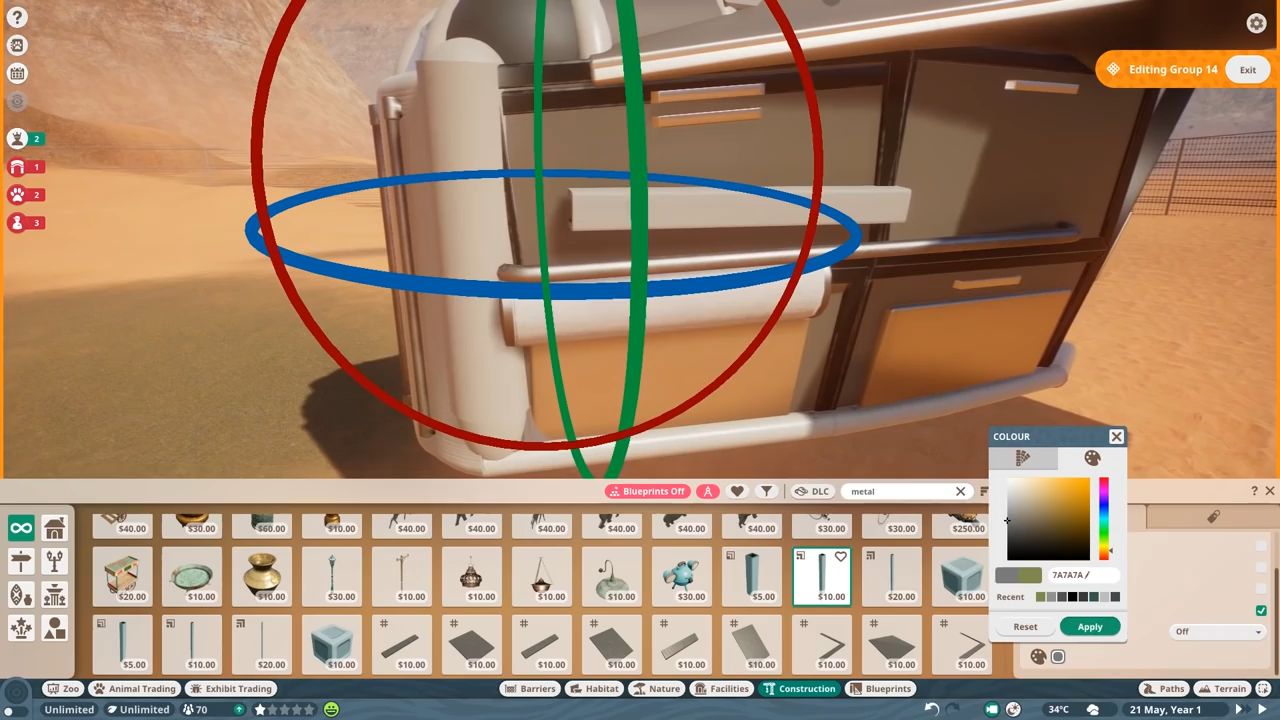 ?
Editing Group 14
Exit
2
1
2
3
COLOUR
7A7A7A
Recent
Reset
Apply
Off
Blueprints Off
DLC
metal
?
$40.00
$30.00
$60.00
$10.00
$40.00
$40.00
$40.00
$40.00
$40.00
$40.00
$30.00
$30.00
$250.00
$20.00
$10.00
$10.00
$30.00
$10.00
$10.00
$10.00
$10.00
$30.00
$5.00
$10.00
$20.00
$10.00
$5.00
$10.00
$20.00
$10.00
$10.00
$10.00
$10.00
$10.00
$10.00
$10.00
$10.00
$10.00
$10.00
Zoo
Animal Trading
Exhibit Trading
Barriers
Habitat
Nature
Facilities
Construction
Blueprints
Paths
Terrain
Unlimited
Unlimited
70
34°C
21 May, Year 1